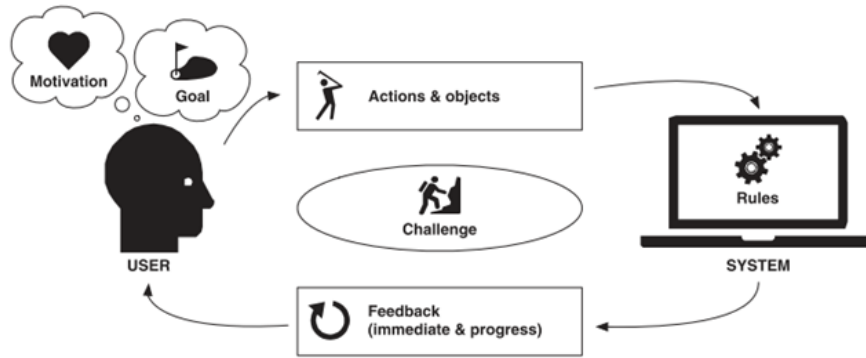 Motivation
Goal
Actions & objects
Rules
Challenge
USER
SYSTEM
Feedback
(immediate & progress)